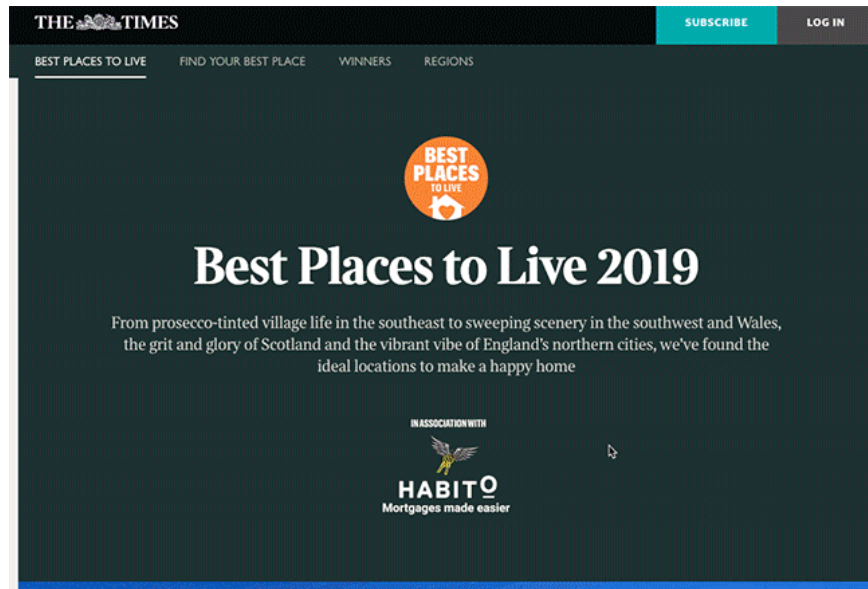 THE TIMES
SUBSCRIBE
LOG IN
BEST PLACES TO LIVE
FIND YOUR BEST PLACE
WINNERS
REGIONS
BEST
PLACES
TO LIVE
Best Places to Live 2019
From prosecco-tinted village life in the southeast to sweeping scenery in the southwest and Wales,
the grit and glory of Scotland and the vibrant vibe of England's northern cities, we've found the
ideal locations to make a happy home
IN ASSOCIATION WITH
HABITO
Mortgages made easier